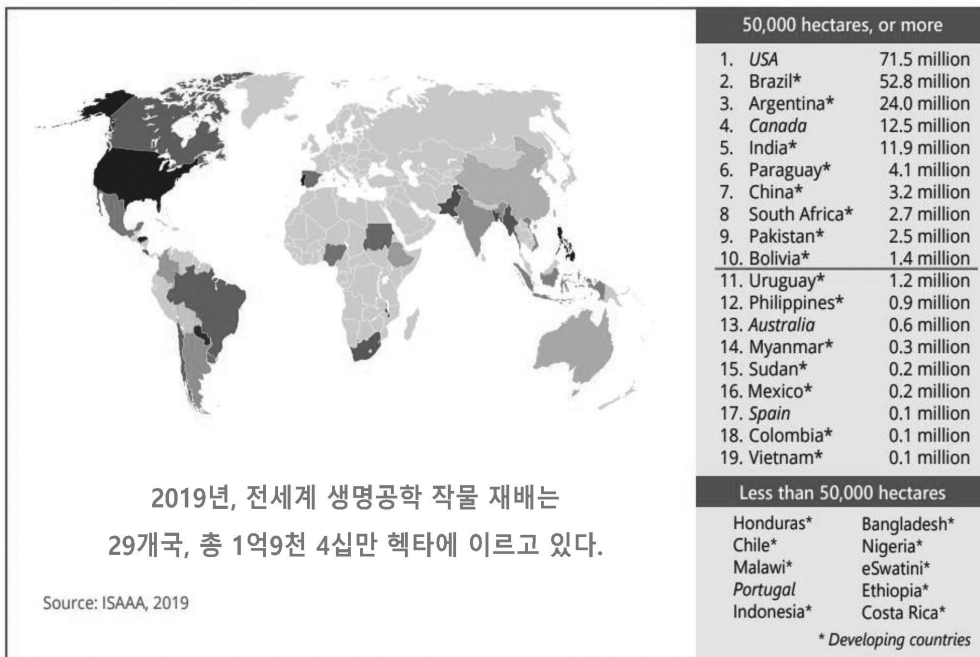 2019년, 전세계 생명공학 작물 재배는
29개국, 총 1억9천 4십만 헥타에 이르고 있다.
Source: ISAAA, 2019
50,000 hectares, or more
1. USA 71.5 million
2. Brazil* 52.8 million
3. Argentina* 24.0 million
4. Canada 12.5 million
5. India* 11.9 million
6. Paraguay* 4.1 million
7. China* 3.2 million
8 South Africa* 2.7 million
9. Pakistan* 2.5 million
10. Bolivia* 1.4 million
11. Uruguay* 1.2 million
12. Philippines* 0.9 million
13. Australia 0.6 million
14. Myanmar* 0.3 million
15. Sudan* 0.2 million
16. Mexico* 0.2 million
17. Spain 0.1 million
18. Colombia* 0.1 million
19. Vietnam* 0.1 million
Less than 50,000 hectares
Honduras* Bangladesh*
Chile* Nigeria*
Malawi* eSwatini*
Portugal Ethiopia*
Indonesia* Costa Rica*
* Developing countries